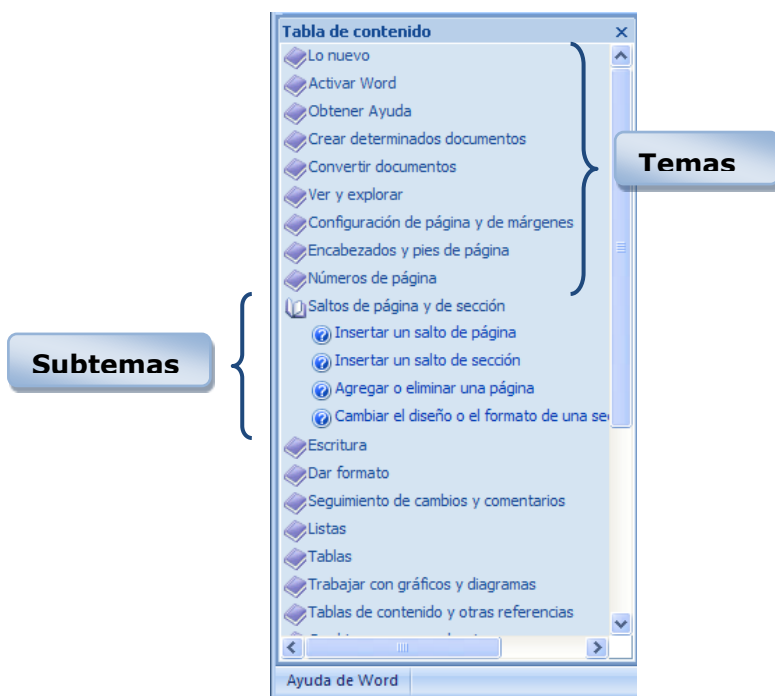 Tabla de contenido
Lo nuevo
Activar Word
Obtener Ayuda
Crear determinados documentos
Convertir documentos
Ver y explorar
Configuración de página y de márgenes
Encabezados y pies de página
Números de página
Saltos de página y de sección
Insertar un salto de página
Insertar un salto de sección
Agregar o eliminar una página
Cambiar el diseño o el formato de una se
Escritura
Dar formato
Seguimiento de cambios y comentarios
Listas
Tablas
Trabajar con gráficos y diagramas
Tablas de contenido y otras referencias
Ayuda de Word
Temas
Subtemas